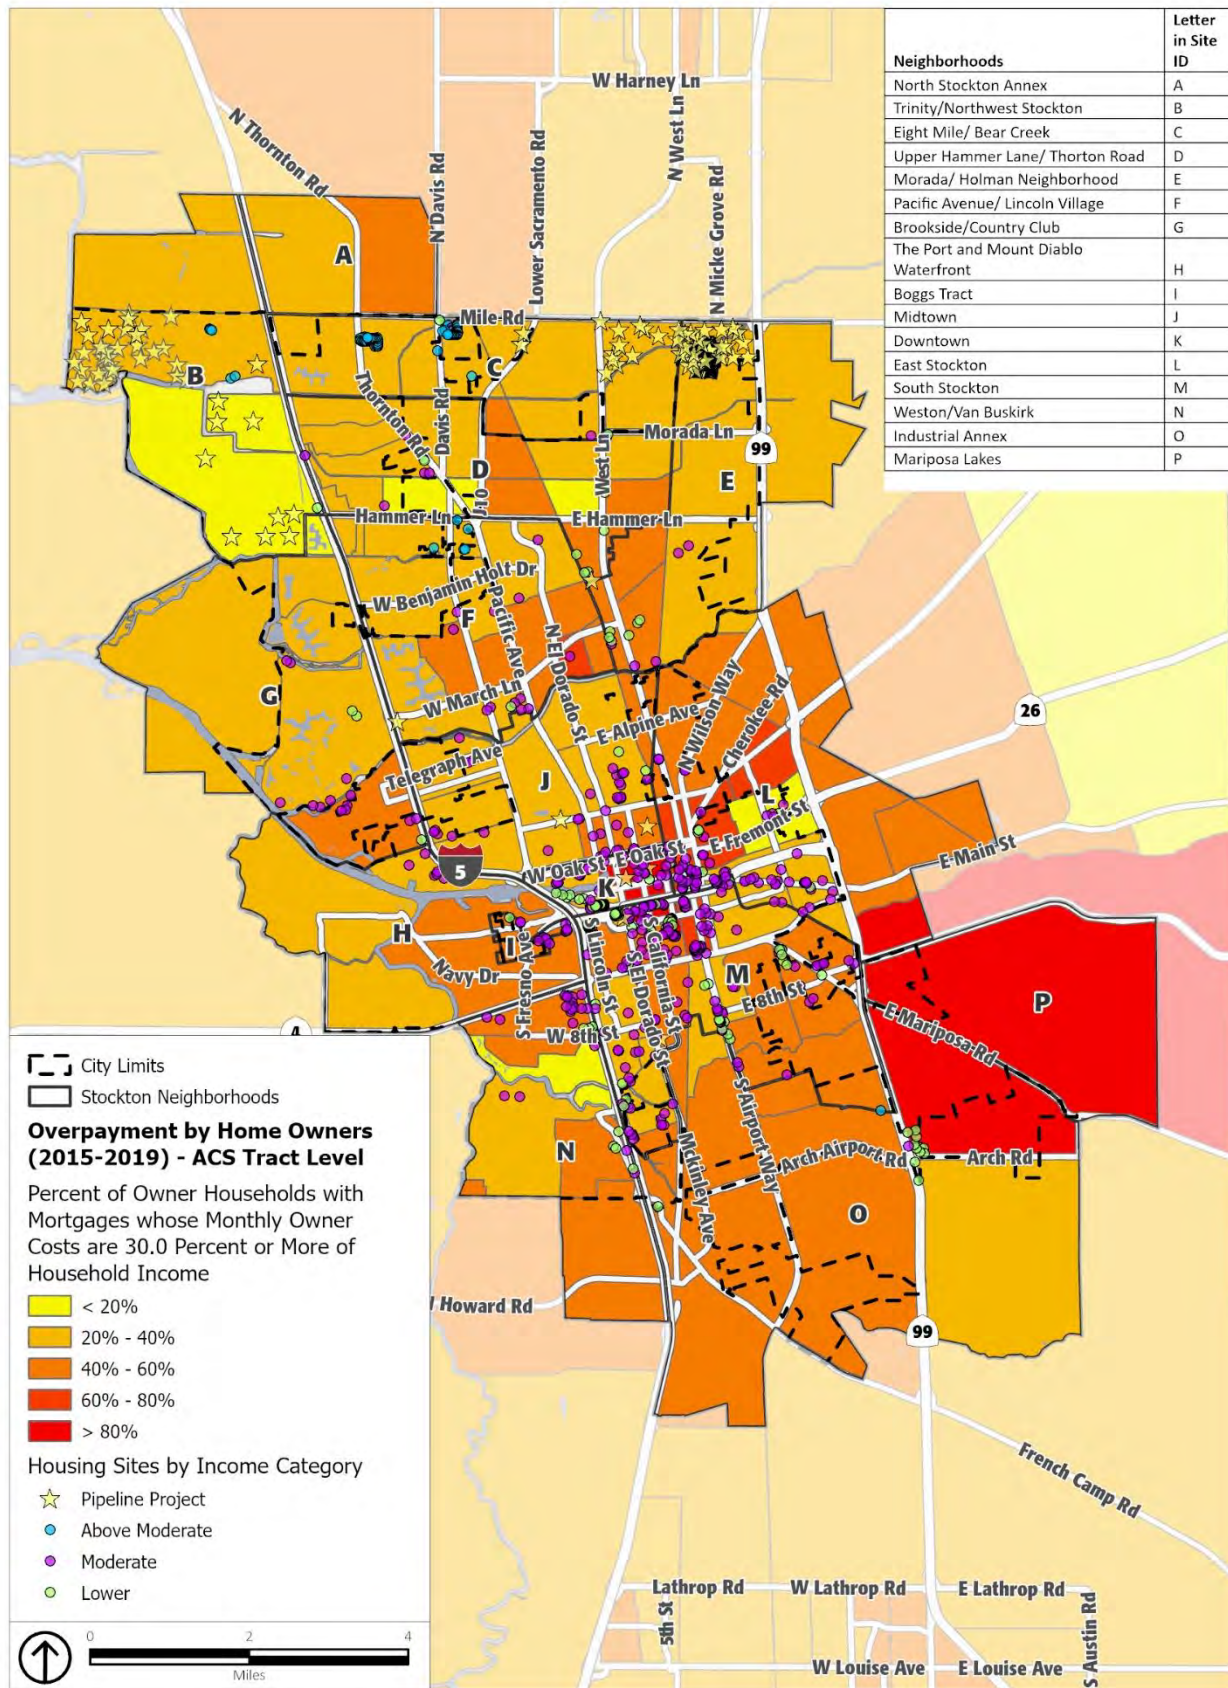 Neighborhoods
Letter in Site ID
North Stockton Annex A
Trinity/Northwest Stockton B
Eight Mile/ Bear Creek C
Upper Hammer Lane/ Thorton Road D
Morada/ Holman Neighborhood E
Pacific Avenue/ Lincoln Village F
Brookside/Country Club G
The Port and Mount Diablo
Waterfront H
Boggs Tract I
Midtown J
Downtown K
East Stockton L
South Stockton M
Weston/Van Buskirk N
Industrial Annex O
Mariposa Lakes P
W Harney Ln
N Thornton Rd
N Davis Rd
Lower Sacramento Rd
N West Ln
N Micke Grove Rd
A
Mile Rd
B
C
Thornton Rd
Davis Rd
D
J 10
West Ln
Morada Ln
99
E
Hammer Ln
E Hammer Ln
W Benjamin Holt Dr
F
Pacific Ave
N El Dorado St
G
W March Ln
E Alpine Ave
N Wilson Way
Cherokee Rd
26
Telegraph Ave
J
L
E Fremont St
E Main St
5
W Oak St
E Oak St
K
H
I
Navy Dr
S Fresno Ave
S Lincoln St
S El Dorado St
S California St
M
E 8th St
W 8th St
4
P
E Mariposa Rd
S Airport Way
N
Mckinley Ave
Arch Airport Rd
Arch Rd
O
Howard Rd
99
French Camp Rd
Lathrop Rd
W Lathrop Rd
E Lathrop Rd
5th St
S Austin Rd
W Louise Ave
E Louise Ave
City Limits
Stockton Neighborhoods
Overpayment by Home Owners
(2015-2019) - ACS Tract Level
Percent of Owner Households with
Mortgages whose Monthly Owner
Costs are 30.0 Percent or More of
Household Income
< 20%
20% - 40%
40% - 60%
60% - 80%
> 80%
Housing Sites by Income Category
Pipeline Project
Above Moderate
Moderate
Lower
0 2 4
Miles